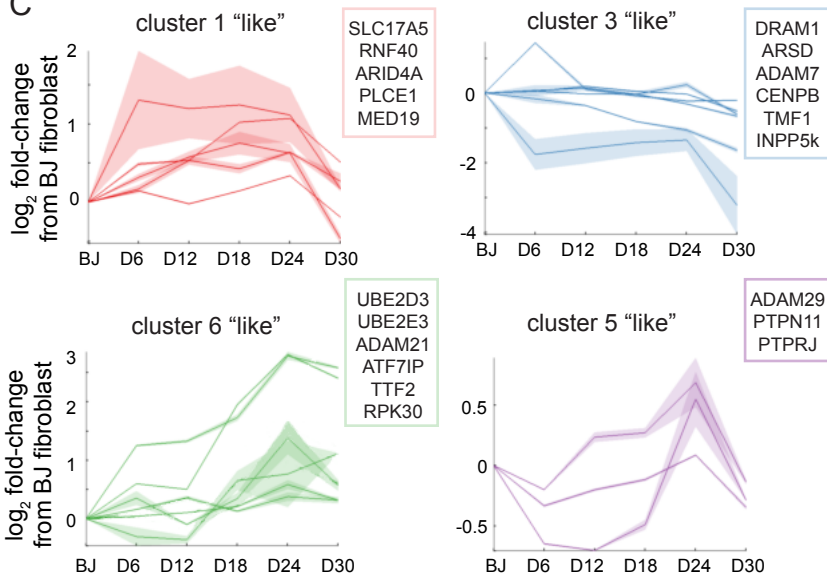 C
cluster 1 “like”
SLC17A5
RNF40
ARID4A
PLCE1
MED19
log2 fold-change
from BJ fibroblast
2
1
0
BJ D6 D12 D18 D24 D30
cluster 3 “like”
DRAM1
ARSD
ADAM7
CENPB
TMF1
INPP5k
0
-2
-4
BJ D6 D12 D18 D24 D30
cluster 6 “like”
UBE2D3
UBE2E3
ADAM21
ATF7IP
TTF2
RPK30
log2 fold-change
from BJ fibroblast
3
2
1
0
BJ D6 D12 D18 D24 D30
cluster 5 “like”
ADAM29
PTPN11
PTPRJ
0.5
0
-0.5
BJ D6 D12 D18 D24 D30